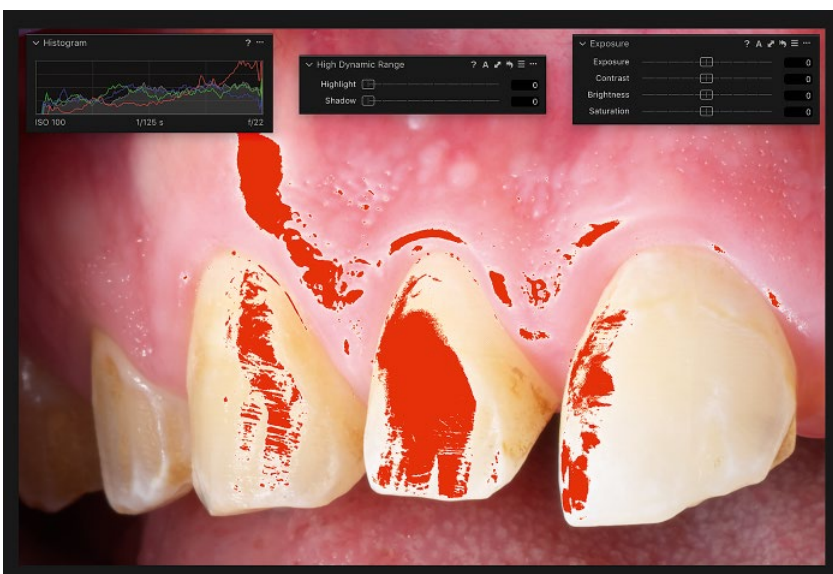 Histogram
? ...
ISO 100 1/125 s f/22
High Dynamic Range
? A ...
Highlight 0
Shadow 0
Exposure
? A ...
Exposure 0
Contrast 0
Brightness 0
Saturation 0